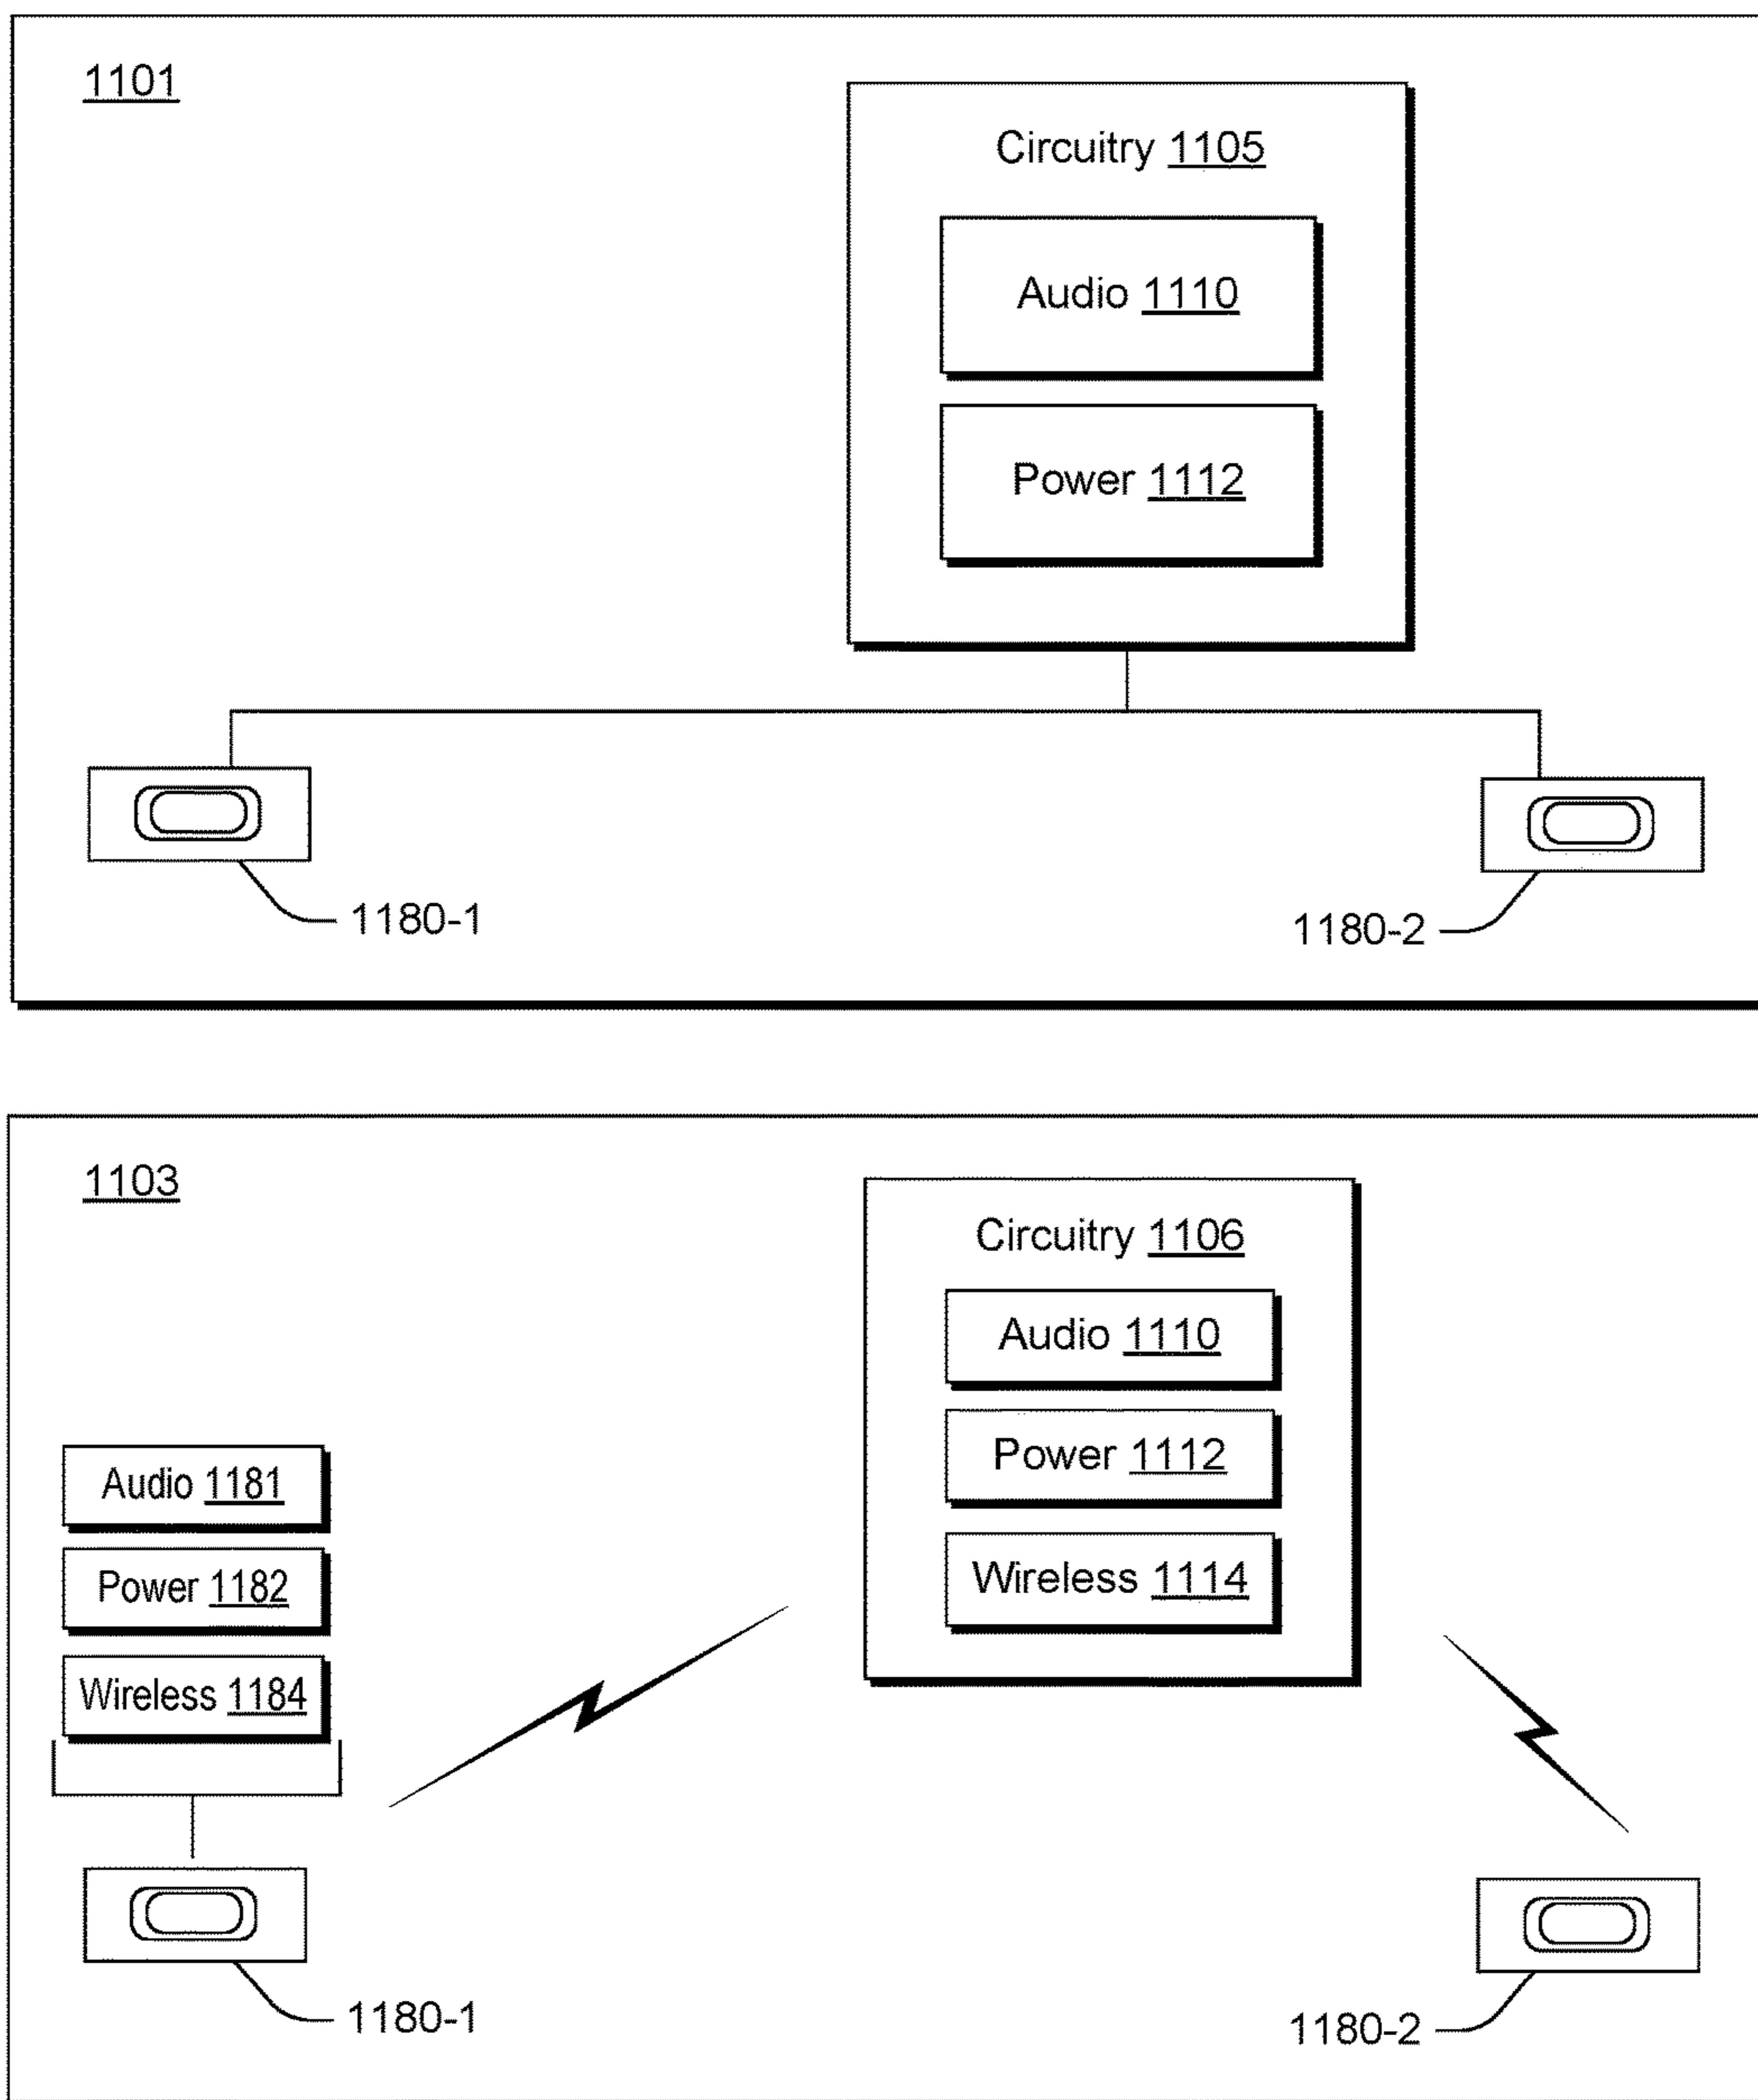 1101
Circuitry 1105
Audio 1110
Power 1112
1180-1
1180-2
1103
Circuitry 1106
Audio 1110
Power 1112
Wireless 1114
Audio 1181
Power 1182
Wireless 1184
1180-1
1180-2